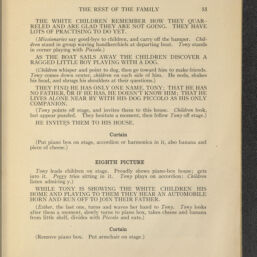 THE REST OF THE FAMILY 53
THE WHITE CHILDREN REMEMBER HOW THEY QUAR-
RELED AND ARE GLAD THEY ARE NOT GOING. THEY HAVE
LOTS OF PRACTISING TO DO YET.
(Missionaries say good-bye to children, and carry off the hamper. Chil-
dren stand in group waving handkerchiefs at departing boat. Tony stands
in corner playing with Piccolo.)
AS THE BOAT SAILS AWAY THE CHILDREN DISCOVER A
RAGGED LITTLE BOY PLAYING WITH A DOG.
(Children whisper and point to dog, then go toward him to make friends.
Tony comes down center, children on each side of him. He nods, shakes
his head, and shrugs his shoulders at their questions.)
THEY FIND HE HAS ONLY ONE NAME, TONY; THAT HE HAS
NO FATHER, OR IF HE HAS, HE DOESN'T KNOW HIM; THAT HE
LIVES ALONE NEAR BY WITH HIS DOG PICCOLO AS HIS ONLY
COMPANION.
(Tony points off stage, and invites them to his house. Children look,
but appear puzzled. They hesitate a moment, then follow Tony off stage.)
HE INVITES THEM TO HIS HOUSE.
Curtain
(Put piano box on stage, accordion or harmonica in it, also banana and
piece of cheese.)
EIGHTH PICTURE
Tony leads children on stage. Proudly shows piano-box house; gets
into it. Peggy tries sitting in it. Tony plays on accordion; Children
listen admiring
WHILE TONY IS SHOWING THE WHITE CHILDREN HIS
HOME AND PLAYING TO THEM THEY HEAR AN AUTOMOBILE
HORN AND RUN OFF TO JOIN THEIR FATHER.
(Esther, the last one, turns and waves her hand to Tony. Tony looks
after them a moment, slowly turns to piano box, takes cheese and banana
from little shelf, divides with Piccolo and eats.)
Curtain
(Remove piano box. Put armchair on stage.)